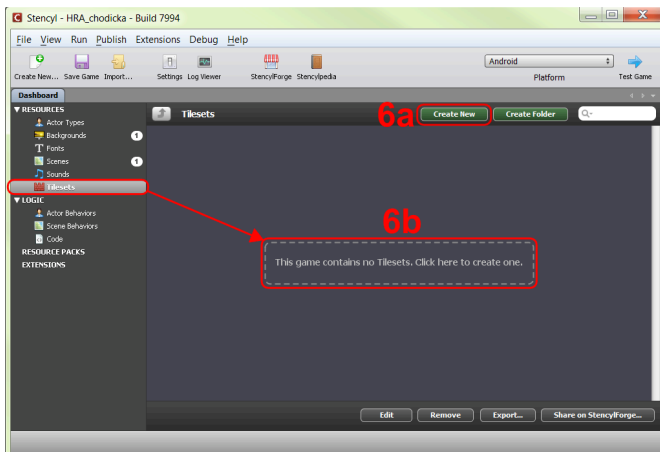 Stencyl - HRA_chodicka - Build 7994
File View Run Publish Extensions Debug Help
Create New... Save Game Import... Settings Log Viewer StencylForge Stencylpedia
Android
Platform
Test Game
Dashboard
RESOURCES
Actor Types
Backgrounds 1
Fonts
Scenes 1
Sounds
Tilesets
LOGIC
Actor Behaviors
Scene Behaviors
Code
RESOURCE PACKS
EXTENSIONS
Tilesets
6a
Create New Create Folder
6b
This game contains no Tilesets. Click here to create one.
Edit Remove Export... Share on StencylForge...